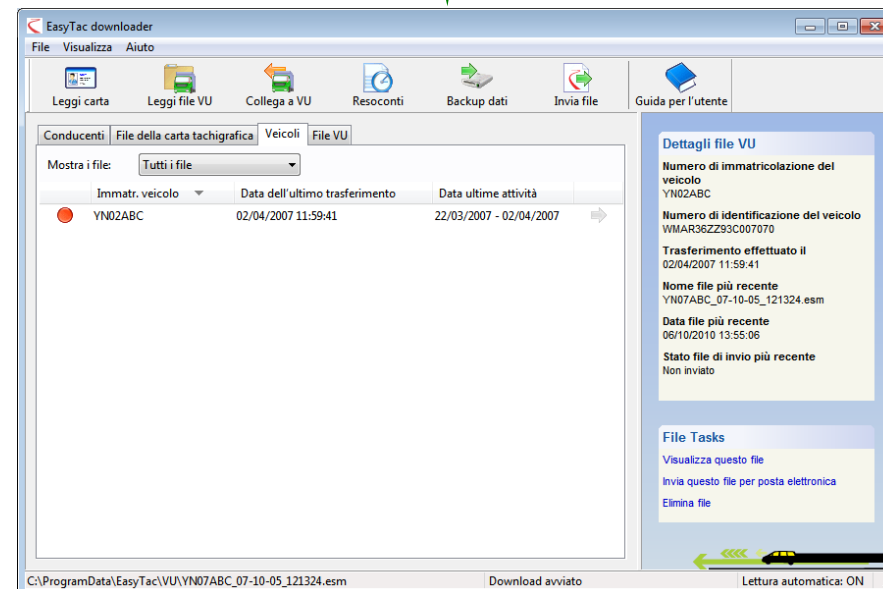 EasyTac downloader
File Visualizza Aiuto
Leggi carta Leggi file VU Collega a VU Resoconti Backup dati Invia file Guida per l'utente
Conducenti File della carta tachigrafica Veicoli File VU
Mostra i file: Tutti i file
Immatr. veicolo Data dell'ultimo trasferimento Data ultime attività
YN02ABC 02/04/2007 11:59:41 22/03/2007 - 02/04/2007
Dettagli file VU
Numero di immatricolazione del
veicolo
YN02ABC
Numero di identificazione del veicolo
WMAR36ZZ93C007070
Trasferimento effettuato il
02/04/2007 11:59:41
Nome file più recente
YN07ABC_07-10-05_121324.esm
Data file più recente
06/10/2010 13:55:06
Stato file di invio più recente
Non inviato
File Tasks
Visualizza questo file
Invia questo file per posta elettronica
Elimina file
C:\ProgramData\EasyTac\VU\YN07ABC_07-10-05_121324.esm Download avviato Lettura automatica: ON